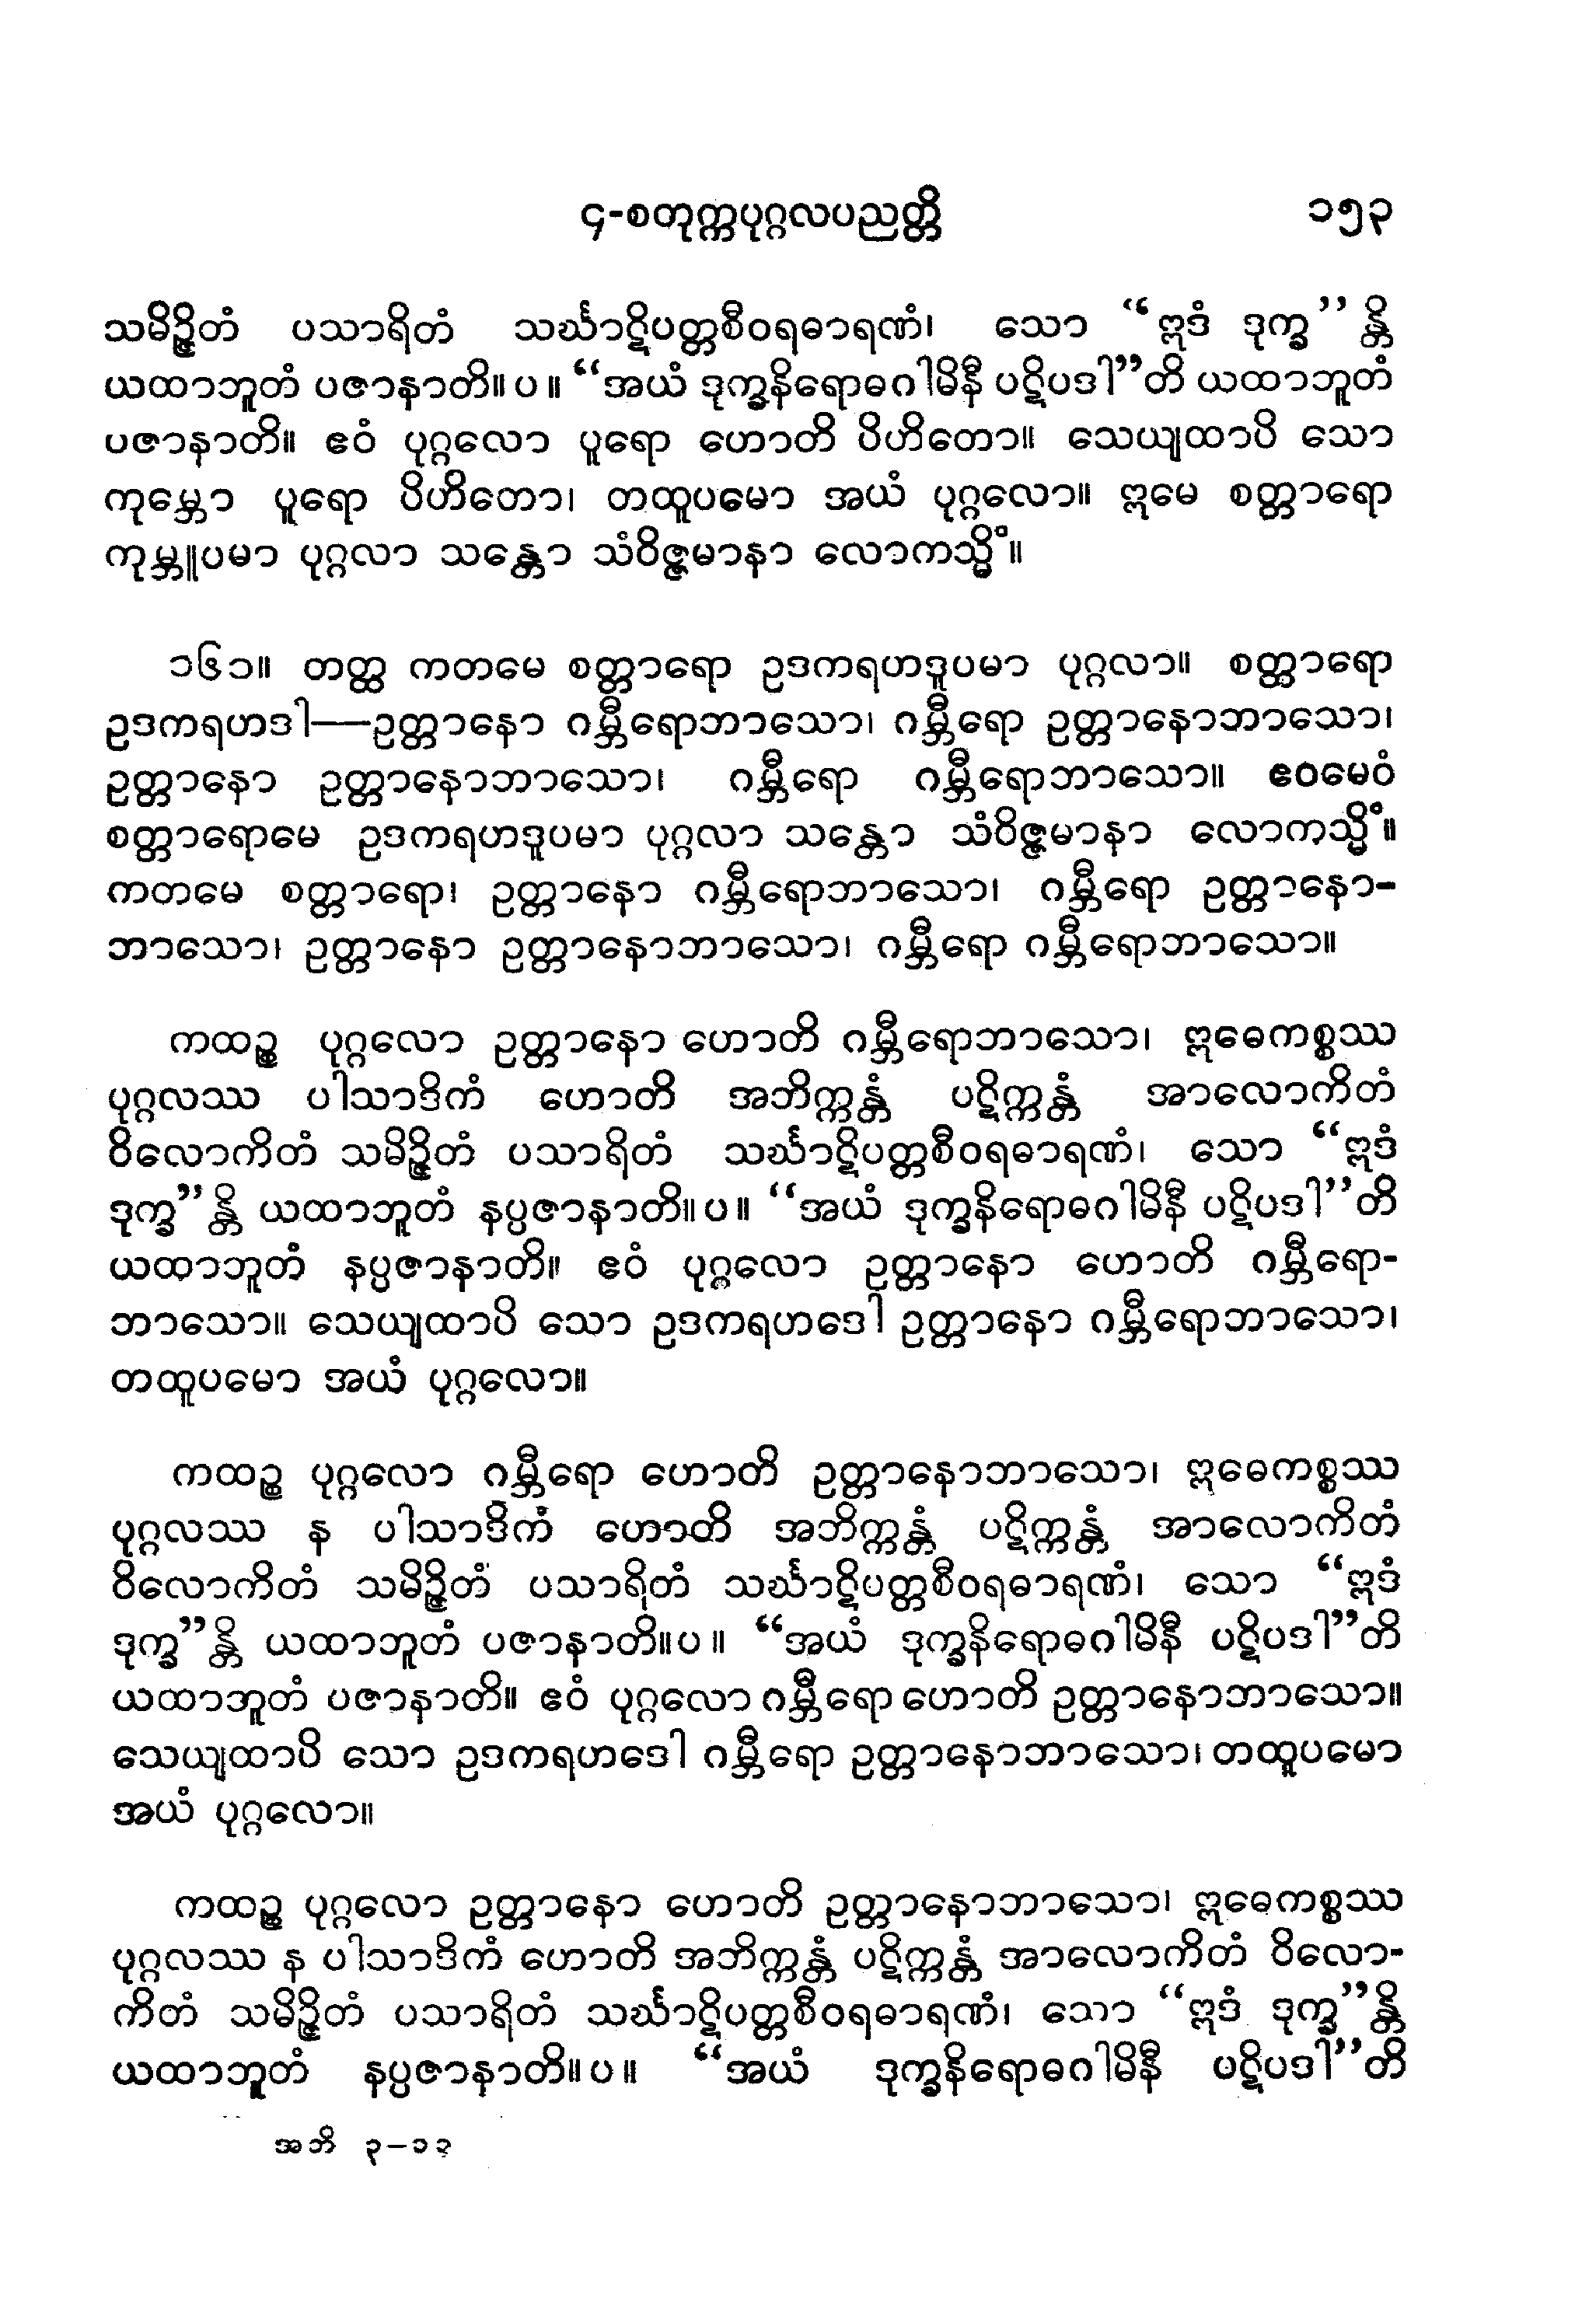 ၄-စတုက္ကပုဂ္ဂလပညတ္တိ ၁၅၃
သမိဉ္ဇိတံ ပသာရိတံ သင်္ဃာဋိပတ္တစီဝရဓာရဏံ၊ သော “ဣဒံ ဒုက္ခ”န္တိ
ယထာဘူတံ ပဇာနာတိ။ ပ ။ “အယံ ဒုက္ခနိရောဓဂါမိနီ ပဋိပဒါ”တိ ယထာဘူတံ
ပဇာနာတိ။ ဧဝံ ပုဂ္ဂလော ပူရော ဟောတိ ပိဟိတော။ သေယျထာပိ သော
ကုမ္ဘော ပူရော ပိဟိတော၊ တထူပမော အယံ ပုဂ္ဂလော။ ဣမေ စတ္တာရော
ကုမ္ဘူပမာ ပုဂ္ဂလာ သန္တော သံဝိဇ္ဇမာနာ လောကသ္မိံ။
၁၆၁။ တတ္ထ ကတမေ စတ္တာရော ဥဒကရဟဒူပမာ ပုဂ္ဂလာ။ စတ္တာရော
ဥဒကရဟဒါ—ဥတ္တာနော ဂမ္ဘီရောဘာသော၊ ဂမ္ဘီရော ဥတ္တာနောဘာသော၊
ဥတ္တာနော ဥတ္တာနောဘာသော၊ ဂမ္ဘီရော ဂမ္ဘီရောဘာသော။ ဧဝမေဝံ
စတ္တာရောမေ ဥဒကရဟဒူပမာ ပုဂ္ဂလာ သန္တော သံဝိဇ္ဇမာနာ လောကသ္မိံ။
ကတမေ စတ္တာရော၊ ဥတ္တာနော ဂမ္ဘီရောဘာသော၊ ဂမ္ဘီရော ဥတ္တာနော-
ဘာသော၊ ဥတ္တာနော ဥတ္တာနောဘာသော၊ ဂမ္ဘီရော ဂမ္ဘီရောဘာသော။
ကထဉ္စ ပုဂ္ဂလော ဥတ္တာနော ဟောတိ ဂမ္ဘီရောဘာသော၊ ဣဓေကစ္စဿ
ပုဂ္ဂလဿ ပါသာဒိကံ ဟောတိ အဘိက္ကန္တံ ပဋိက္ကန္တံ အာလောကိတံ
ဝိလောကိတံ သမိဉ္ဇိတံ ပသာရိတံ သင်္ဃာဋိပတ္တစီဝရဓာရဏံ၊ သော “ဣဒံ
ဒုက္ခ”န္တိ ယထာဘူတံ နပ္ပဇာနာတိ။ ပ ။ “အယံ ဒုက္ခနိရောဓဂါမိနီ ပဋိပဒါ”တိ
ယထာဘူတံ နပ္ပဇာနာတိ။ ဧဝံ ပုဂ္ဂလော ဥတ္တာနော ဟောတိ ဂမ္ဘီရော-
ဘာသော။ သေယျထာပိ သော ဥဒကရဟဒေါ ဥတ္တာနော ဂမ္ဘီရောဘာသော၊
တထူပမော အယံ ပုဂ္ဂလော။
ကထဉ္စ ပုဂ္ဂလော ဂမ္ဘီရော ဟောတိ ဥတ္တာနောဘာသော၊ ဣဓေကစ္စဿ
ပုဂ္ဂလဿ န ပါသာဒိကံ ဟောတိ အဘိက္ကန္တံ ပဋိက္ကန္တံ အာလောကိတံ
ဝိလောကိတံ သမိဉ္ဇိတံ ပသာရိတံ သင်္ဃာဋိပတ္တစီဝရဓာရဏံ၊ သော “ဣဒံ
ဒုက္ခ”န္တိ ယထာဘူတံ ပဇာနာတိ။ ပ ။ “အယံ ဒုက္ခနိရောဓဂါမိနီ ပဋိပဒါ”တိ
ယထာဘူတံ ပဇာနာတိ။ ဧဝံ ပုဂ္ဂလော ဂမ္ဘီရော ဟောတိ ဥတ္တာနောဘာသော။
သေယျထာပိ သော ဥဒကရဟဒေါ ဂမ္ဘီရော ဥတ္တာနောဘာသော၊ တထူပမော
အယံ ပုဂ္ဂလော။
ကထဉ္စ ပုဂ္ဂလော ဥတ္တာနော ဟောတိ ဥတ္တာနောဘာသော၊ ဣဓေကစ္စဿ
ပုဂ္ဂလဿ န ပါသာဒိကံ ဟောတိ အဘိက္ကန္တံ ပဋိက္ကန္တံ အာလောကိတံ ဝိလော-
ကိတံ သမိဉ္ဇိတံ ပသာရိတံ သင်္ဃာဋိပတ္တစီဝရဓာရဏံ၊ သော “ဣဒံ ဒုက္ခ”န္တိ
ယထာဘူတံ နပ္ပဇာနာတိ။ ပ ။ “အယံ ဒုက္ခနိရောဓဂါမိနီ ပဋိပဒါ”တိ
အဘိ ၃-၁၃